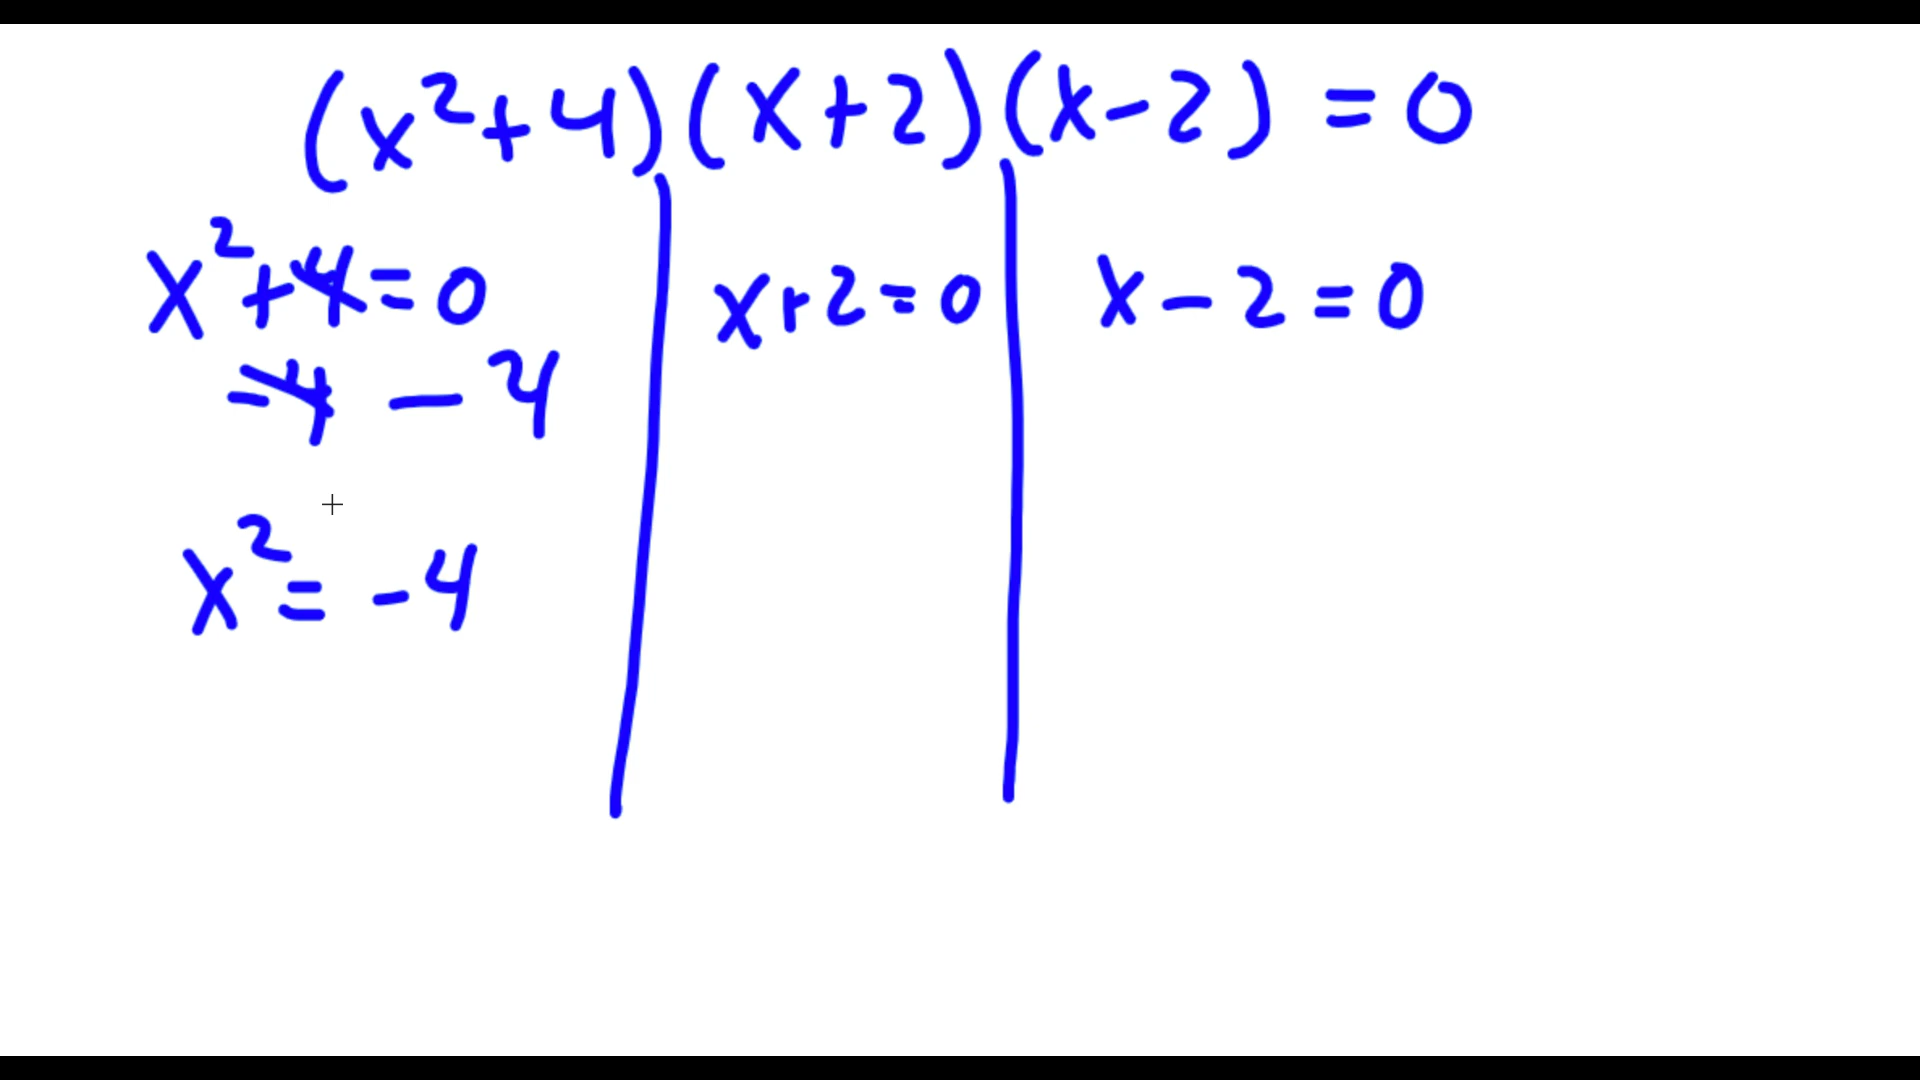 (x²+4)(x+2)(x-2) = 0
x²+4=0
x+2=0
x-2=0
-4 -4
x²= -4